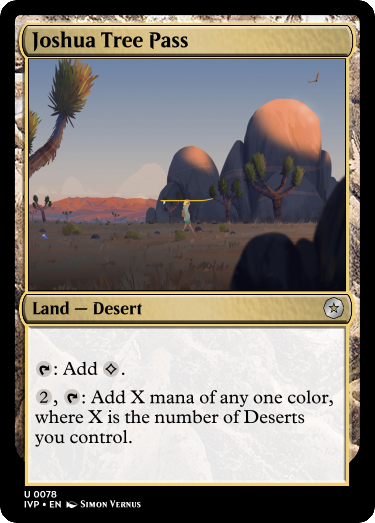 Joshua Tree Pass
Land — Desert
: Add .
2, : Add X mana of any one color,
where X is the number of Deserts
you control.
U 0078
IVP • EN Simon Vernus